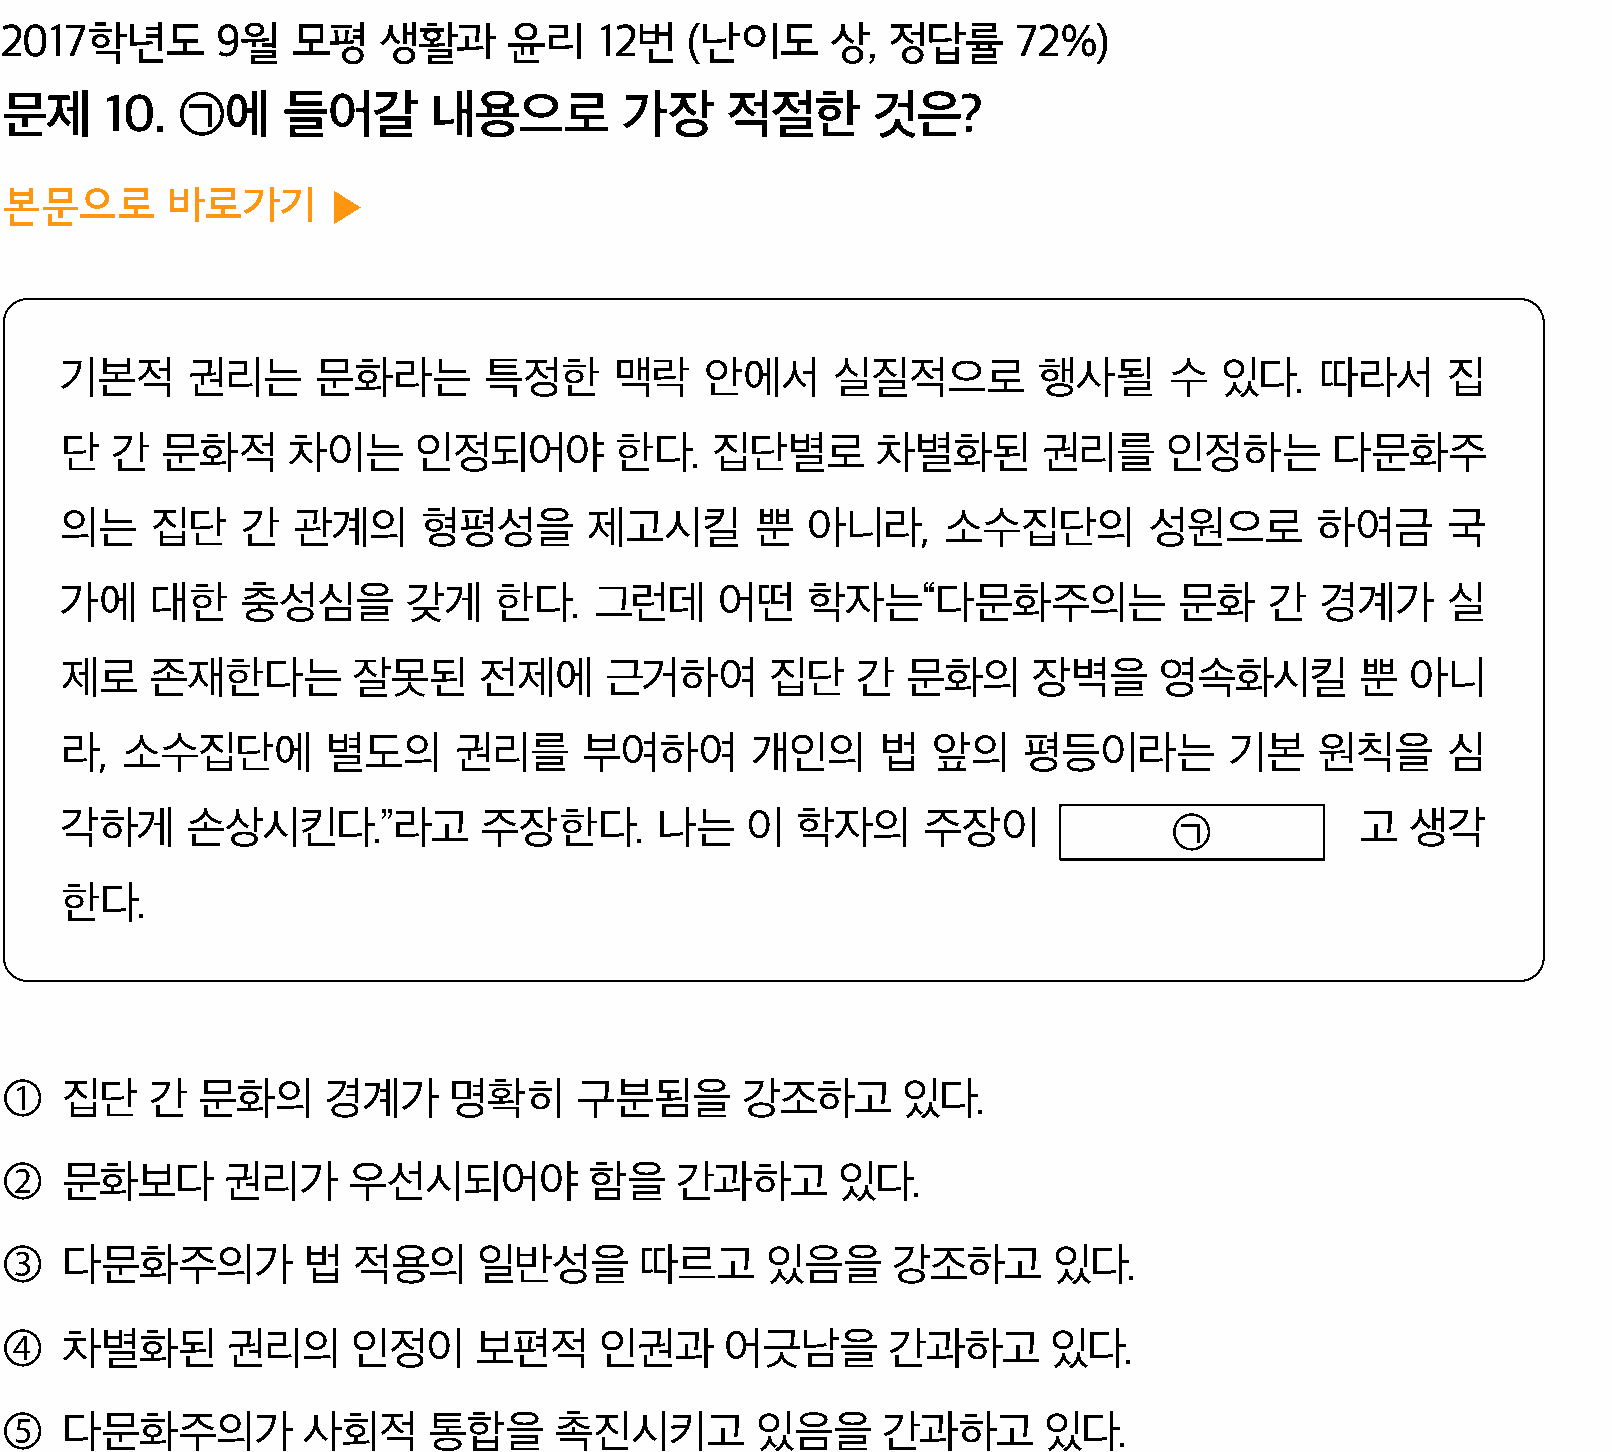 2017학년도 9월 모평 생활과 윤리 12번 (난이도 상, 정답률 72%)
문제 10. ㉠에 들어갈 내용으로 가장 적절한 것은?
본문으로 바로가기 ▶
기본적 권리는 문화라는 특정한 맥락 안에서 실질적으로 행사될 수 있다. 따라서 집
단 간 문화적 차이는 인정되어야 한다. 집단별로 차별화된 권리를 인정하는 다문화주
의는 집단 간 관계의 형평성을 제고시킬 뿐 아니라, 소수집단의 성원으로 하여금 국
가에 대한 충성심을 갖게 한다. 그런데 어떤 학자는“다문화주의는 문화 간 경계가 실
제로 존재한다는 잘못된 전제에 근거하여 집단 간 문화의 장벽을 영속화시킬 뿐 아니
라, 소수집단에 별도의 권리를 부여하여 개인의 법 앞의 평등이라는 기본 원칙을 심
각하게 손상시킨다.”라고 주장한다. 나는 이 학자의 주장이 ㉠ 고 생각
한다.
① 집단 간 문화의 경계가 명확히 구분됨을 강조하고 있다.
② 문화보다 권리가 우선시되어야 함을 간과하고 있다.
③ 다문화주의가 법 적용의 일반성을 따르고 있음을 강조하고 있다.
④ 차별화된 권리의 인정이 보편적 인권과 어긋남을 간과하고 있다.
⑤ 다문화주의가 사회적 통합을 촉진시키고 있음을 간과하고 있다.